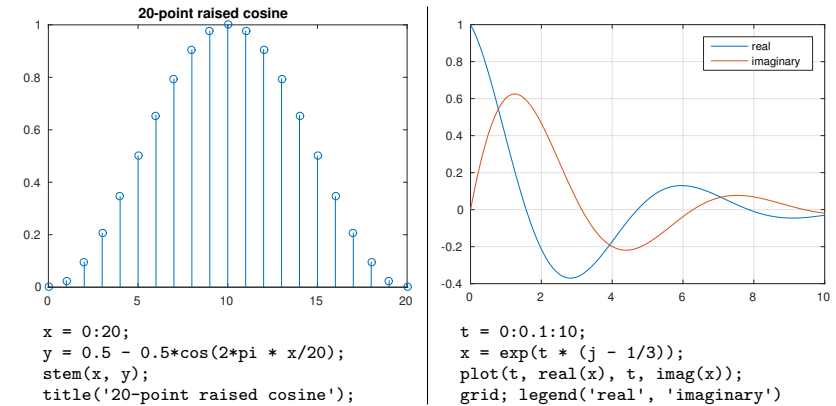 20-point raised cosine
1
0.8
0.6
0.4
0.2
0
0 5 10 15 20
x = 0:20;
y = 0.5 - 0.5*cos(2*pi * x/20);
stem(x, y);
title('20-point raised cosine');
1
0.8
0.6
0.4
0.2
0
-0.2
-0.4
0 2 4 6 8 10
real
imaginary
t = 0:0.1:10;
x = exp(t * (j - 1/3));
plot(t, real(x), t, imag(x));
grid; legend('real', 'imaginary')